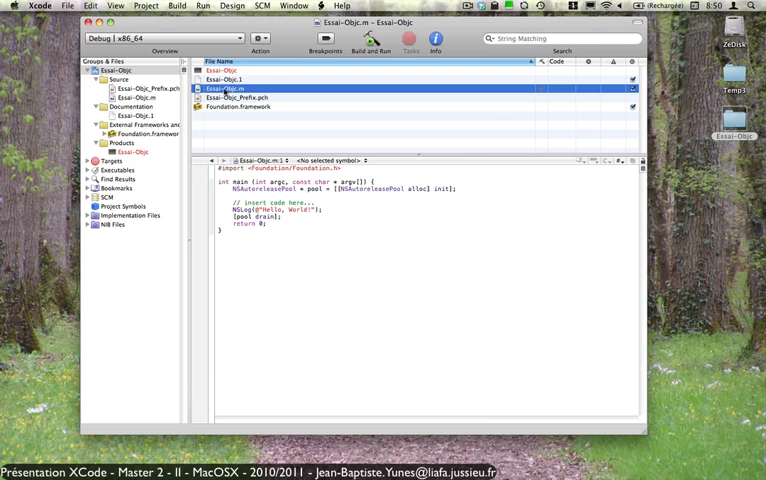 Xcode File Edit View Project Build Run Design SCM Window Help (Rechargée) 8:50
Essai-Objc.m – Essai-Objc
Debug | x86_64
Overview Action Breakpoints Build and Run Tasks Info Search
String Matching
Groups & Files
Essai-Objc
Source
Essai-Objc_Prefix.pch
Essai-Objc.m
Documentation
Essai-Objc.1
External Frameworks and
Foundation.framewor
Products
Essai-Objc
Targets
Executables
Find Results
Bookmarks
SCM
Project Symbols
Implementation Files
NIB Files
File Name Code
Essai-Objc
Essai-Objc.1
Essai-Objc.m
Essai-Objc_Prefix.pch
Foundation.framework
Essai-Objc.m:1 <No selected symbol>
#import <Foundation/Foundation.h>
int main (int argc, const char * argv[]) {
NSAutoreleasePool * pool = [[NSAutoreleasePool alloc] init];
// insert code here...
NSLog(@"Hello, World!");
[pool drain];
return 0;
}
ZeDisk
Temp3
Essai-Objc
Présentation XCode - Master 2 - II - MacOSX - 2010/2011 - Jean-Baptiste.Yunes@liafa.jussieu.fr